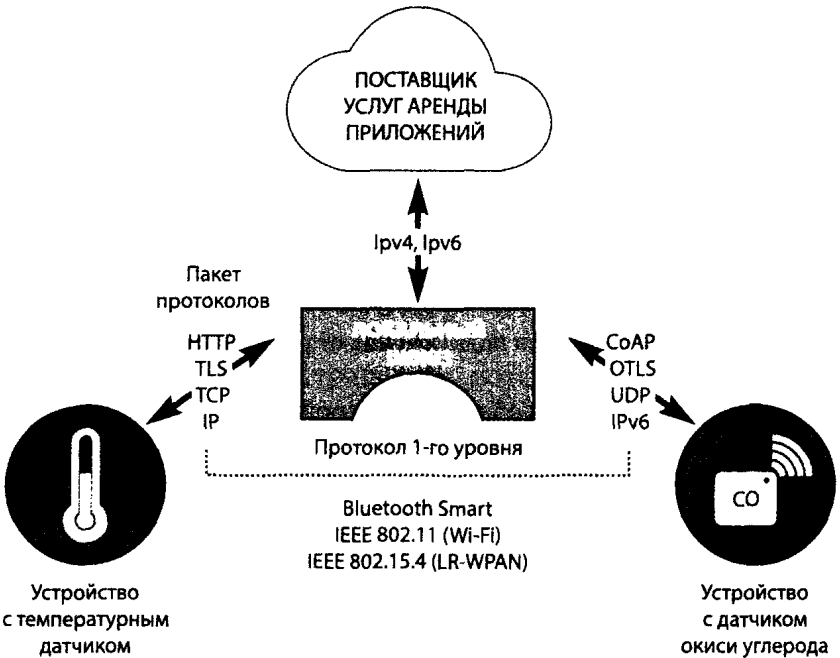 ПОСТАВЩИК
УСЛУГ АРЕНДЫ
ПРИЛОЖЕНИЙ
Ipv4, Ipv6
Пакет
протоколов
HTTP
TLS
TCP
IP
CoAP
OTLS
UDP
IPv6
Протокол 1-го уровня
Bluetooth Smart
IEEE 802.11 (Wi-Fi)
IEEE 802.15.4 (LR-WPAN)
CO
Устройство
с температурным
датчиком
Устройство
с датчиком
окиси углерода